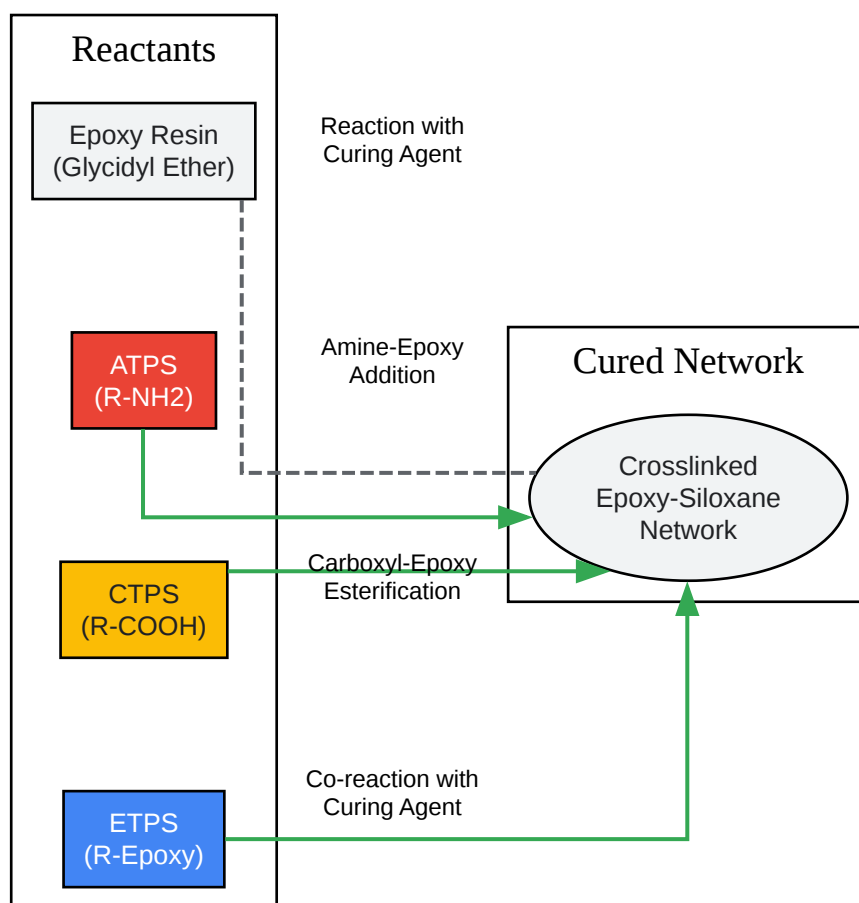 Reactants
Epoxy Resin
(Glycidyl Ether)
Reaction with
Curing Agent
ATPS
(R-NH2)
Amine-Epoxy
Addition
Cured Network
Crosslinked
Epoxy-Siloxane
Network
CTPS
(R-COOH)
Carboxyl-Epoxy
Esterification
ETPS
(R-Epoxy)
Co-reaction with
Curing Agent